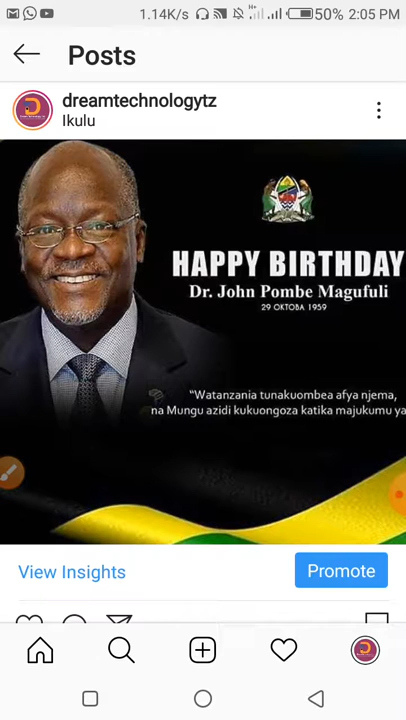 1.14K/s 50% 2:05 PM
Posts
dreamtechnologytz
Ikulu
HAPPY BIRTHDAY
Dr. John Pombe Magufuli
29 OKTOBA 1959
"Watanzania tunakuombea afya njema,
na Mungu azidi kukuongoza katika majukumu ya
View Insights
Promote